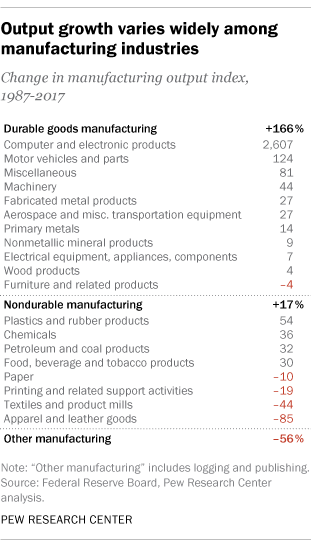 Output growth varies widely among
manufacturing industries
Change in manufacturing output index,
1987-2017
Durable goods manufacturing +166%
Computer and electronic products 2,607
Motor vehicles and parts 124
Miscellaneous 81
Machinery 44
Fabricated metal products 27
Aerospace and misc. transportation equipment 27
Primary metals 14
Nonmetallic mineral products 9
Electrical equipment, appliances, components 7
Wood products 4
Furniture and related products –4
Nondurable manufacturing +17%
Plastics and rubber products 54
Chemicals 36
Petroleum and coal products 32
Food, beverage and tobacco products 30
Paper –10
Printing and related support activities –19
Textiles and product mills –44
Apparel and leather goods –85
Other manufacturing –56%
Note: “Other manufacturing” includes logging and publishing.
Source: Federal Reserve Board, Pew Research Center
analysis.
PEW RESEARCH CENTER